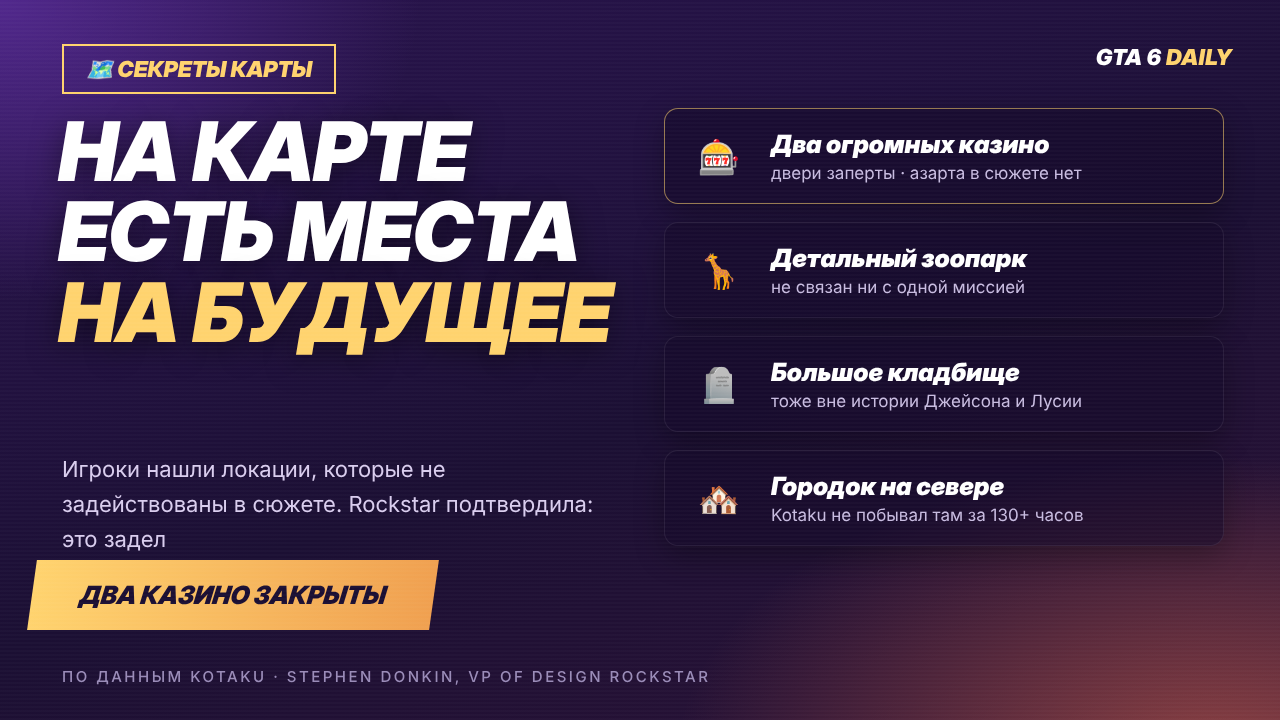 🗺️ СЕКРЕТЫ КАРТЫ
GTA 6 DAILY
НА КАРТЕ
ЕСТЬ МЕСТА
НА БУДУЩЕЕ
Игроки нашли локации, которые не
задействованы в сюжете. Rockstar подтвердила:
это задел
ДВА КАЗИНО ЗАКРЫТЫ
Два огромных казино
двери заперты · азарта в сюжете нет
Детальный зоопарк
не связан ни с одной миссией
Большое кладбище
тоже вне истории Джейсона и Лусии
Городок на севере
Kotaku не побывал там за 130+ часов
ПО ДАННЫМ KOTAKU · STEPHEN DONKIN, VP OF DESIGN ROCKSTAR